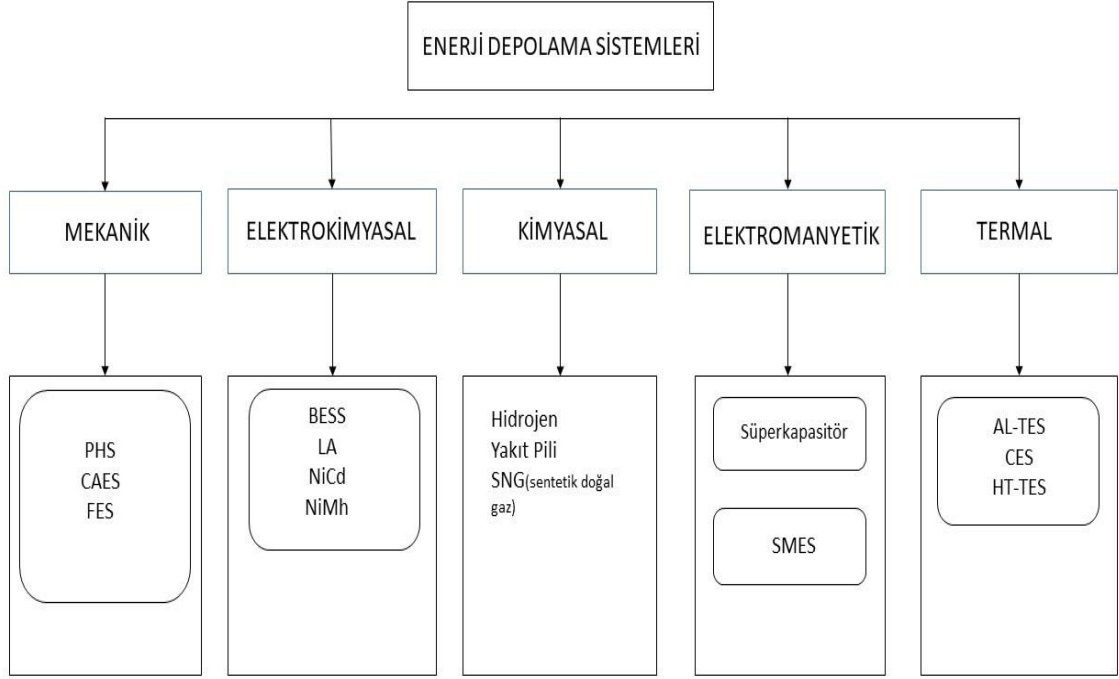 ENERJİ DEPOLAMA SİSTEMLERİ
MEKANİK
ELEKTROKİMYASAL
KİMYASAL
ELEKTROMANYETİK
TERMAL
PHS
CAES
FES
BESS
LA
NiCd
NiMh
Hidrojen
Yakıt Pili
SNG(sentetik doğal
gaz)
Süperkapasitör
SMES
AL-TES
CES
HT-TES